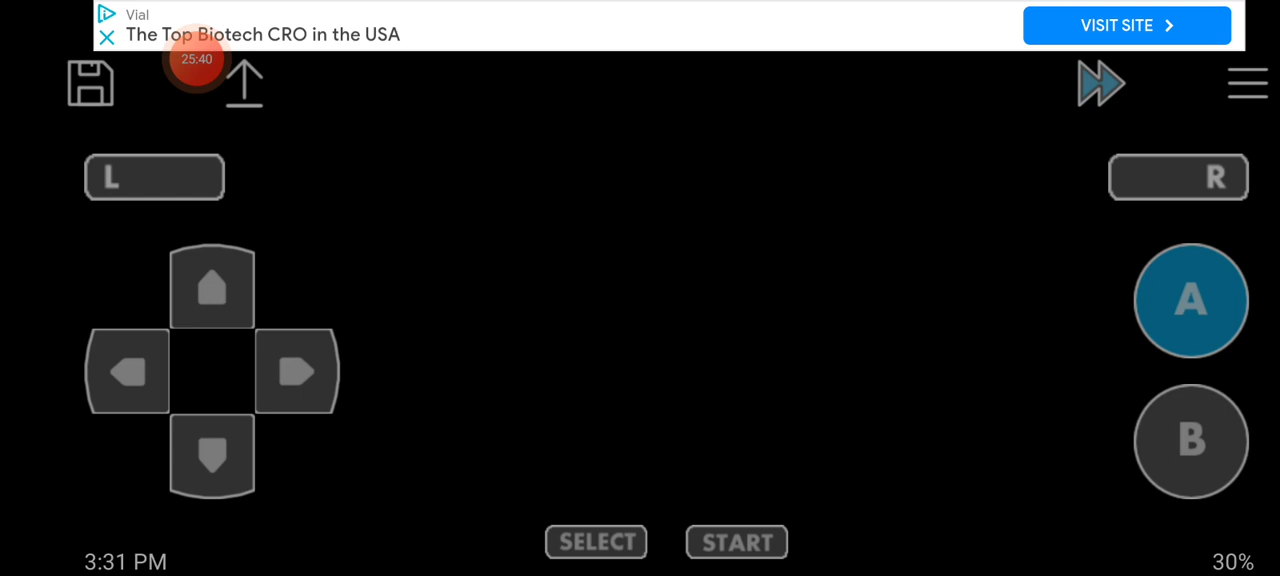 Vial
The Top Biotech CRO in the USA
VISIT SITE
25:40
L
R
A
B
SELECT
START
3:31 PM
30%